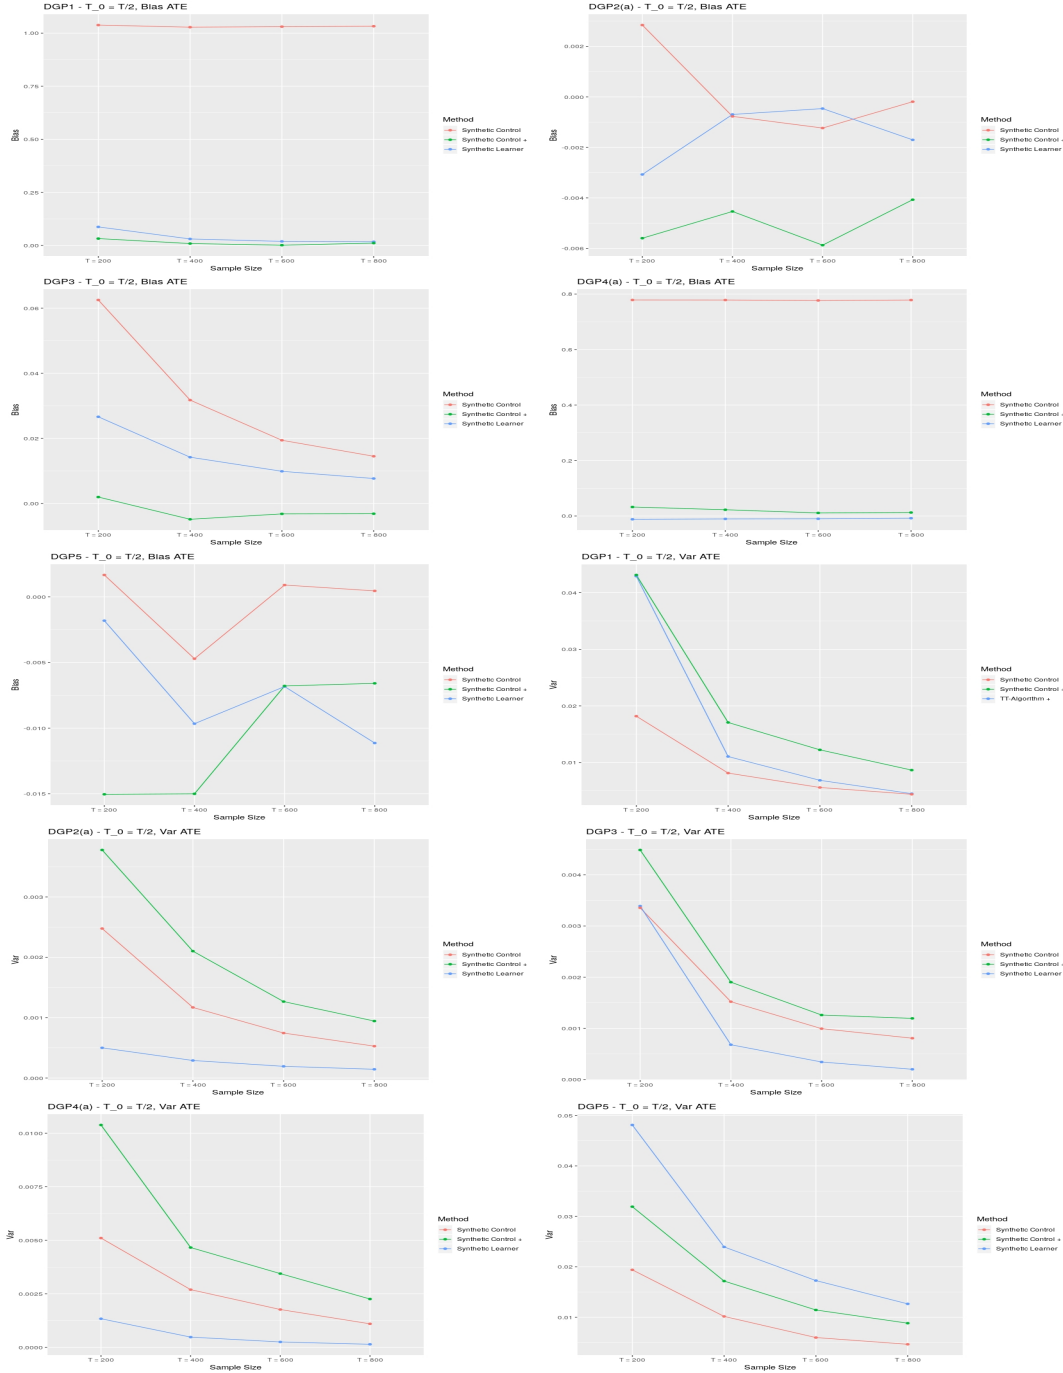 DGP1 - T_0 = T/2, Bias ATE
1.00
0.75
0.50
0.25
0.00
Bias
T = 200 T = 400 T = 600 T = 800
Sample Size
Method
Synthetic Control
Synthetic Control +
Synthetic Learner
DGP2(a) - T_0 = T/2, Bias ATE
0.002
0.000
-0.002
-0.004
-0.006
Bias
T = 200 T = 400 T = 600 T = 800
Sample Size
Method
Synthetic Control
Synthetic Control +
Synthetic Learner
DGP3 - T_0 = T/2, Bias ATE
0.06
0.04
0.02
0.00
Bias
T = 200 T = 400 T = 600 T = 800
Sample Size
Method
Synthetic Control
Synthetic Control +
Synthetic Learner
DGP4(a) - T_0 = T/2, Bias ATE
0.8
0.6
0.4
0.2
0.0
Bias
T = 200 T = 400 T = 600 T = 800
Sample Size
Method
Synthetic Control
Synthetic Control +
Synthetic Learner
DGP5 - T_0 = T/2, Bias ATE
0.000
-0.005
-0.010
-0.015
Bias
T = 200 T = 400 T = 600 T = 800
Sample Size
Method
Synthetic Control
Synthetic Control +
Synthetic Learner
DGP1 - T_0 = T/2, Var ATE
0.04
0.03
0.02
0.01
Var
T = 200 T = 400 T = 600 T = 800
Sample Size
Method
Synthetic Control
Synthetic Control +
TT-Algorithm +
DGP2(a) - T_0 = T/2, Var ATE
0.003
0.002
0.001
0.000
Var
T = 200 T = 400 T = 600 T = 800
Sample Size
Method
Synthetic Control
Synthetic Control +
Synthetic Learner
DGP3 - T_0 = T/2, Var ATE
0.004
0.003
0.002
0.001
0.000
Var
T = 200 T = 400 T = 600 T = 800
Sample Size
Method
Synthetic Control
Synthetic Control +
Synthetic Learner
DGP4(a) - T_0 = T/2, Var ATE
0.0100
0.0075
0.0050
0.0025
0.0000
Var
T = 200 T = 400 T = 600 T = 800
Sample Size
Method
Synthetic Control
Synthetic Control +
Synthetic Learner
DGP5 - T_0 = T/2, Var ATE
0.05
0.04
0.03
0.02
0.01
Var
T = 200 T = 400 T = 600 T = 800
Sample Size
Method
Synthetic Control
Synthetic Control +
Synthetic Learner